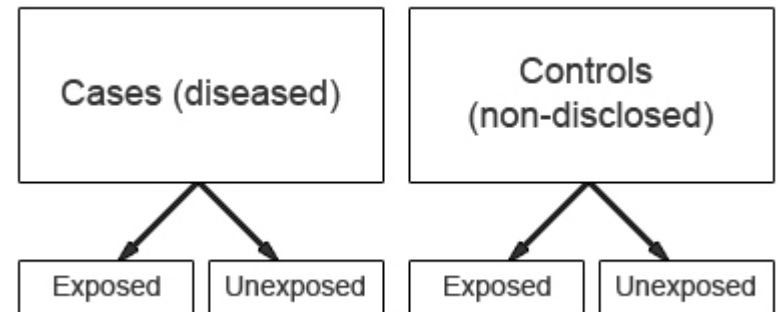 Cases (diseased)
Controls
(non-disclosed)
Exposed
Unexposed
Exposed
Unexposed